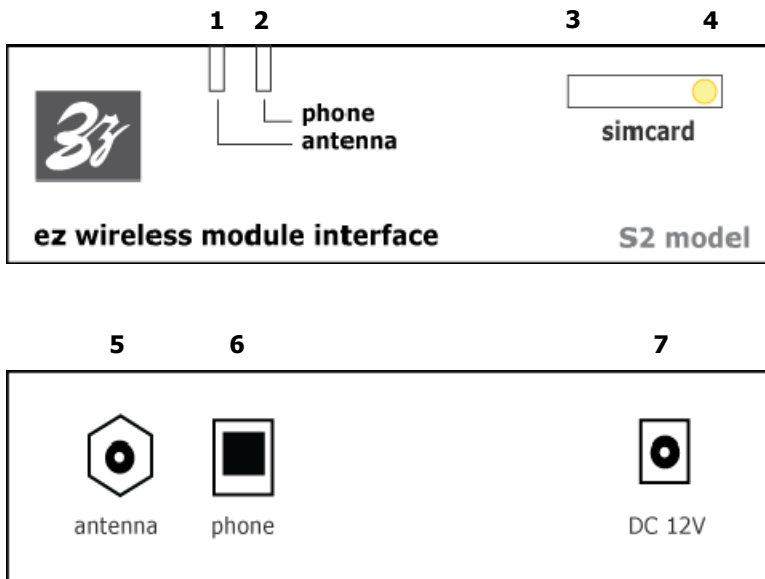 1 2 3 4
phone
antenna
simcard
ez wireless module interface
S2 model
5 6 7
antenna phone DC 12V